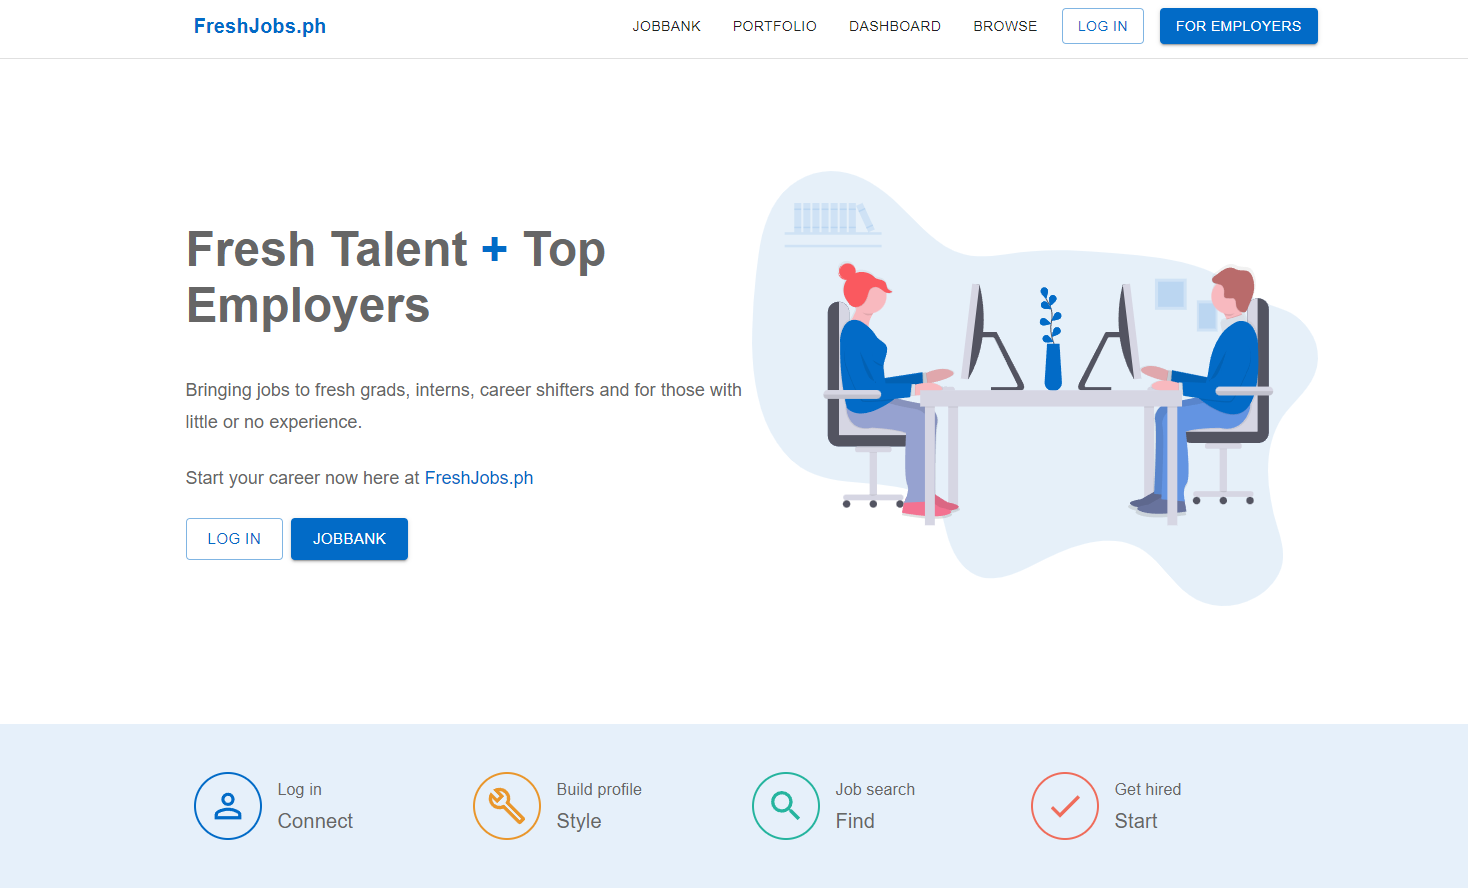 FreshJobs.ph
JOBBANK
PORTFOLIO
DASHBOARD
BROWSE
LOG IN
FOR EMPLOYERS
Fresh Talent + Top
Employers
Bringing jobs to fresh grads, interns, career shifters and for those with
little or no experience.
Start your career now here at FreshJobs.ph
LOG IN
JOBBANK
Log in
Connect
Build profile
Style
Job search
Find
Get hired
Start